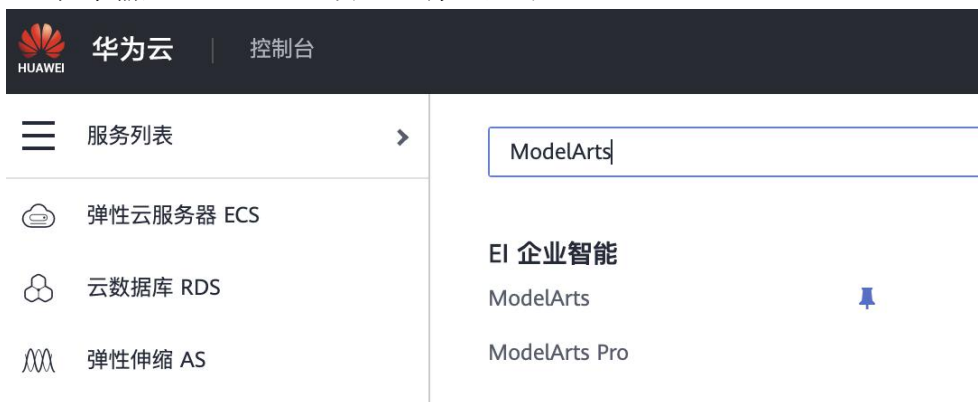 HUAWEI
华为云
控制台
服务列表
ModelArts
弹性云服务器 ECS
EI 企业智能
云数据库 RDS
ModelArts
ModelArts Pro
弹性伸缩 AS